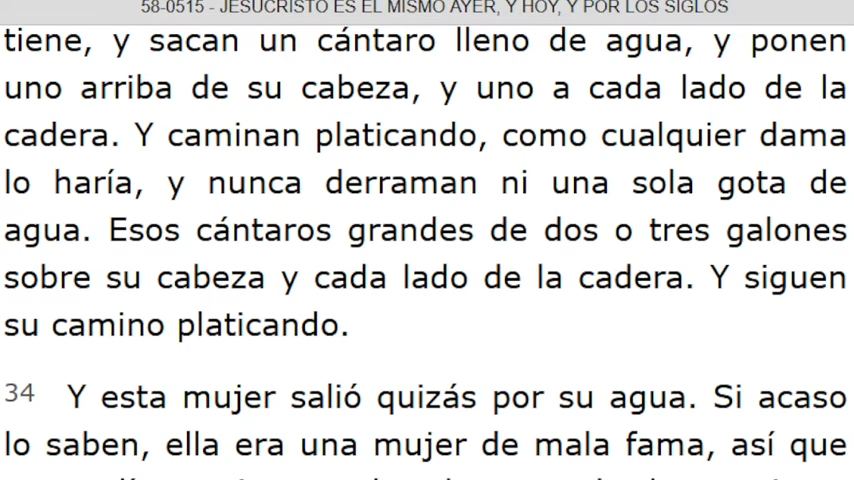 58-0515 - JESUCRISTO ES EL MISMO AYER, Y HOY, Y POR LOS SIGLOS
tiene, y sacan un cántaro lleno de agua, y ponen
uno arriba de su cabeza, y uno a cada lado de la
cadera. Y caminan platicando, como cualquier dama
lo haría, y nunca derraman ni una sola gota de
agua. Esos cántaros grandes de dos o tres galones
sobre su cabeza y cada lado de la cadera. Y siguen
su camino platicando.
34 Y esta mujer salió quizás por su agua. Si acaso
lo saben, ella era una mujer de mala fama, así que